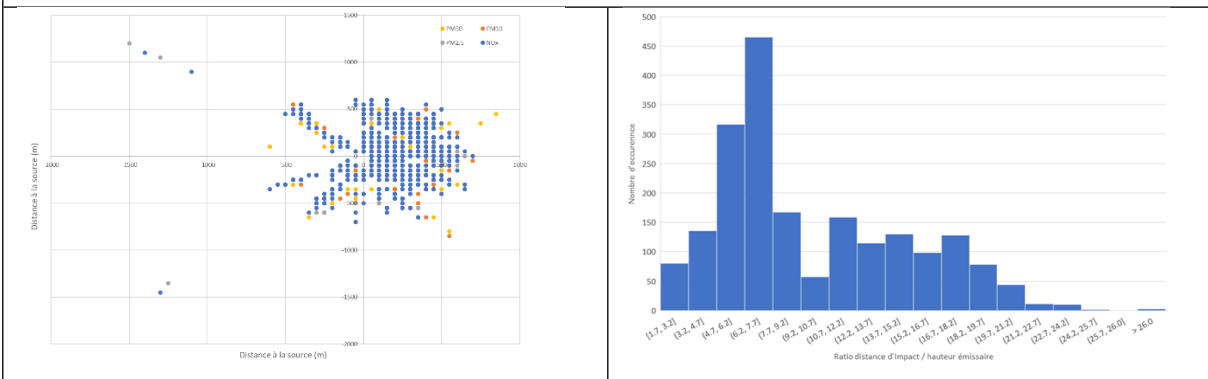 1500
PM50 PM10
PM2.5 NOx
1000
500
2000 1500 1000 500 0 1000
-1000
-1500
-2000
Distance à la source (m)
Distance à la source (m)
500
450
400
350
300
250
200
150
100
50
0
Nombre d'occurennce
[1.7, 3.2] (3.2, 4.7] (4.7, 6.2] (6.2, 7.7] (7.7, 9.2] (9.2, 10.7] (10.7, 12.2] (12.2, 13.7] (13.7, 15.2] (15.2, 16.7] (16.7, 18.2] (18.2, 19.7] (19.7, 21.2] (21.2, 22.7] (22.7, 24.2] (24.2, 25.7] (25.7, 26.0] > 26.0
Ratio distance d'impact / hauteur émissaire